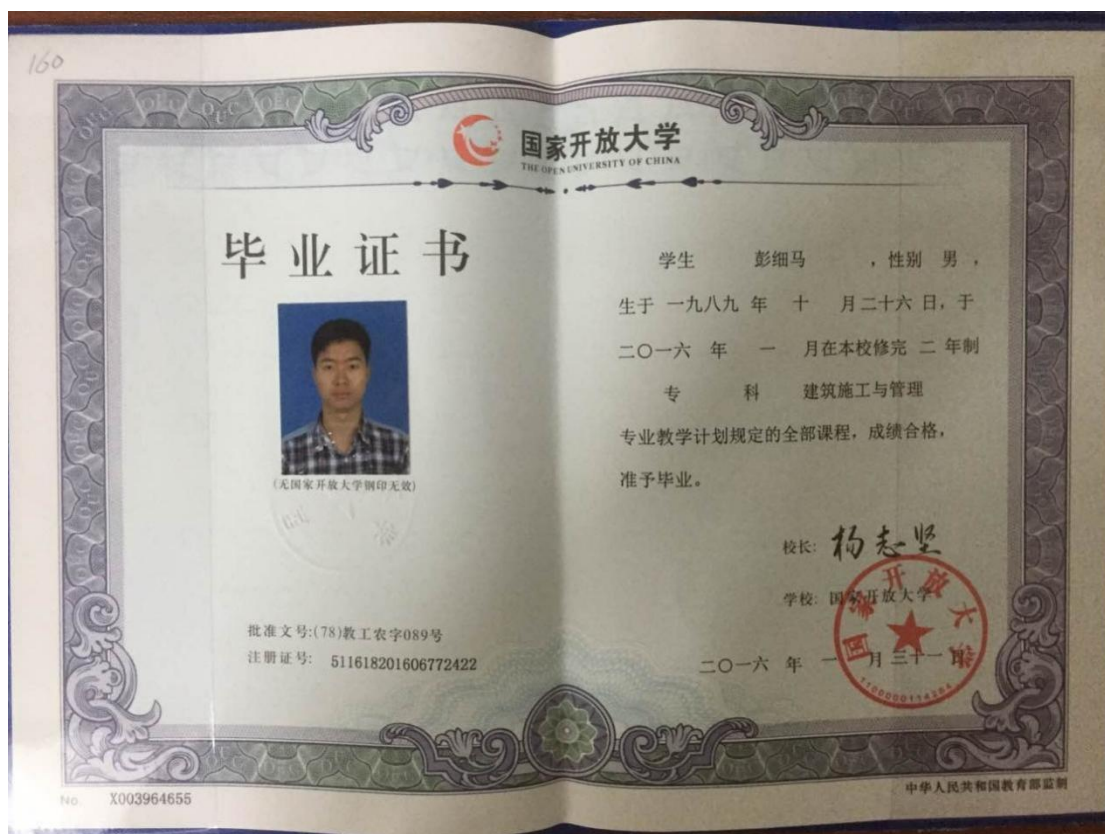 160
国家开放大学
THE OPEN UNIVERSITY OF CHINA
毕业证书
(无国家开放大学钢印无效)
批准文号:(78)教工农字089号
注册证号: 511618201606772422
学生 彭细马 ,性别 男 ,
生于 一九八九 年 十 月二十六 日,于
二〇一六 年 一 月在本校修完 二 年制
专 科 建筑施工与管理
专业教学计划规定的全部课程,成绩合格,
准予毕业。
校长: 杨志坚
学校: 国家开放大学
二〇一六 年 一 月三十一日
国家开放大学
No. X003964655
中华人民共和国教育部监制